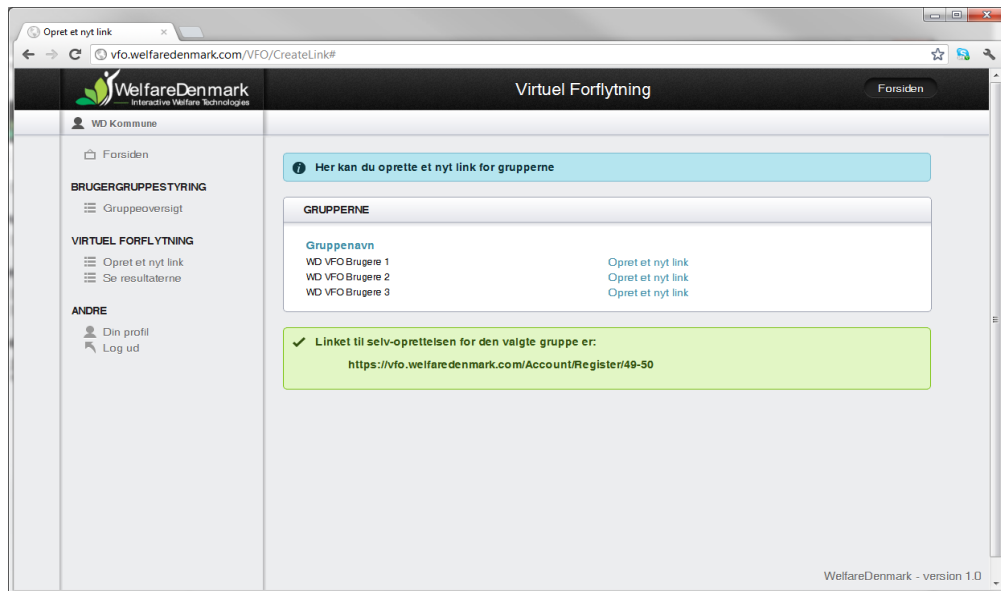 Opret et nyt link
vfo.welfaredenmark.com/VFO/CreateLink#
WelfareDenmark
Interactive Welfare Technologies
Virtuel Forflytning
Forsiden
WD Kommune
Forsiden
BRUGERGRUPPESTYRING
Gruppeoversigt
VIRTUEL FORFLYTNING
Opret et nyt link
Se resultaterne
ANDRE
Din profil
Log ud
Her kan du oprette et nyt link for grupperne
GRUPPERNE
Gruppenavn
WD VFO Brugere 1 Opret et nyt link
WD VFO Brugere 2 Opret et nyt link
WD VFO Brugere 3 Opret et nyt link
Linket til selv-oprettelsen for den valgte gruppe er:
https://vfo.welfaredenmark.com/Account/Register/49-50
WelfareDenmark - version 1.0